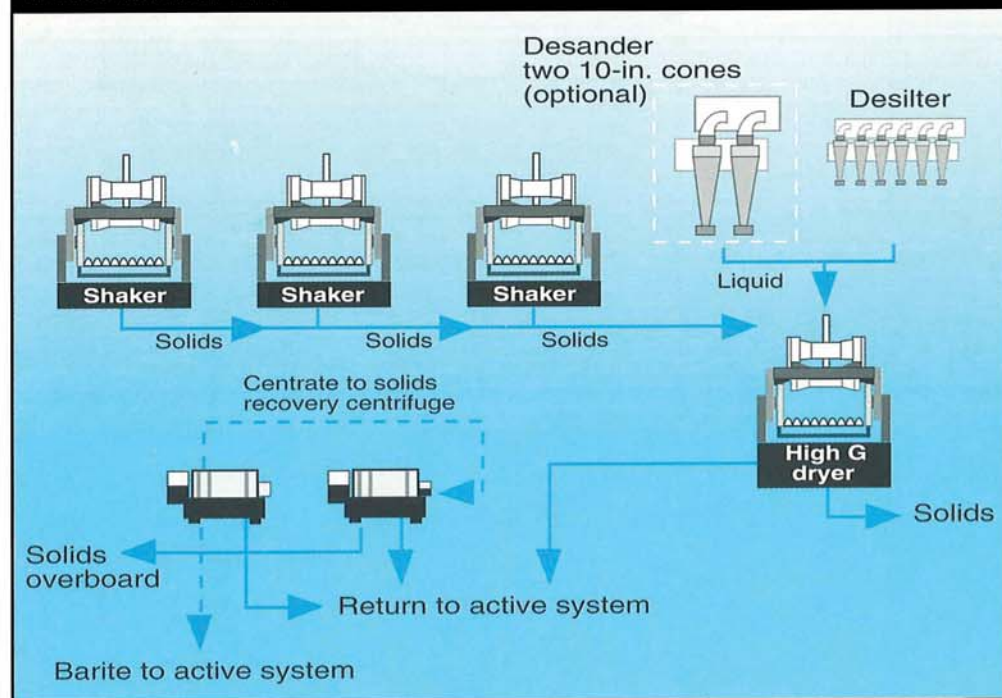 Desander
two 10-in. cones
(optional)
Desilter
Shaker
Shaker
Shaker
Liquid
Solids
Solids
Solids
Centrate to solids
recovery centrifuge
High G
dryer
Solids
Solids
overboard
Return to active system
Barite to active system